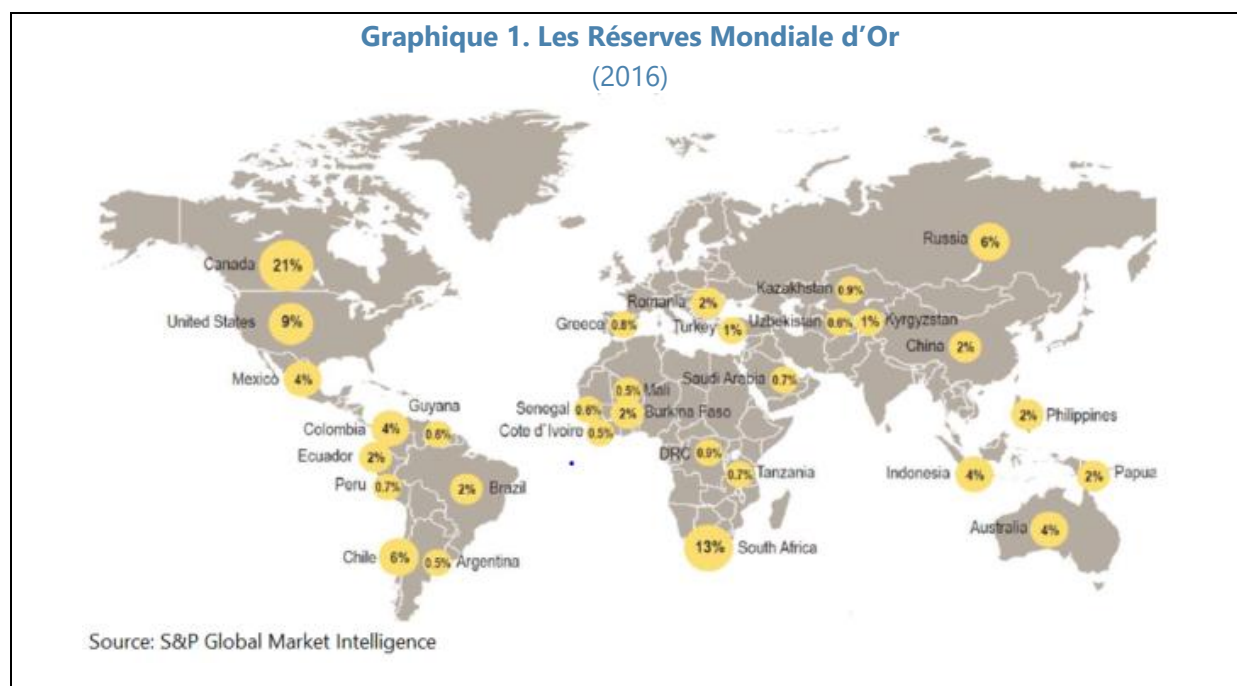 Graphique 1. Les Réserves Mondiale d’Or
(2016)
Russia 6%
Canada 21%
Kazakhstan 0.9%
Romania 2%
United States 9%
Greece 0.8%
Turkey 1%
Uzbekistan 0.8%
1% Kyrgyzstan
China 2%
Mexico 4%
Saudi Arabia 0.7%
0.5% Mali
Guyana
0.6%
Senegal 0.6%
2% Burkina Faso
2% Philippines
Colombia 4%
Cote d'Ivoire 0.5%
Ecuador 2%
DRC 0.9%
0.7% Tanzania
Indonesia 4%
2% Papua
Peru 0.7%
2% Brazil
Australia 4%
13% South Africa
Chile 6%
0.5% Argentina
Source: S&P Global Market Intelligence